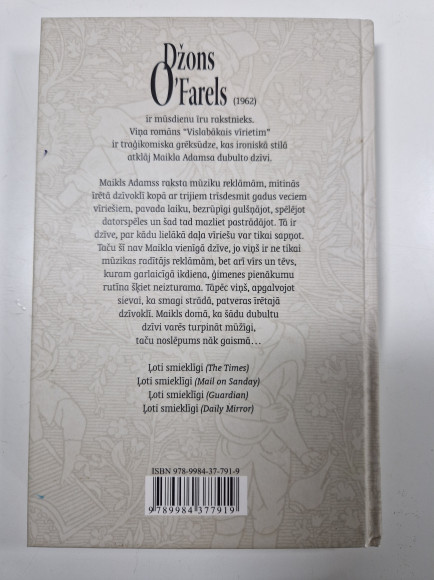 Džons
O'Farels (1962)
ir mūsdienu īru rakstnieks.
Viņa romāns "Vislabākais vīrietim"
ir traģikomiska grēksūdze, kas ironiskā stilā
atklāj Maikla Adamsa dubulto dzīvi.
Maikls Adamss raksta mūziku reklāmām, mitinās
īrētā dzīvoklī kopā ar trijiem trīsdesmit gadus veciem
vīriešiem, pavada laiku, bezrūpīgi gulšņājot, spēlējot
datorspēles un šad tad mazliet pastrādājot. Tā ir
dzīve, par kādu lielākā daļa vīriešu var tikai sapņot.
Taču šī nav Maikla vienīgā dzīve, jo viņš ir ne tikai
mūzikas radītājs reklāmām, bet arī vīrs un tēvs,
kuram garlaicīgā ikdiena, ģimenes pienākumu
rutīna šķiet neizturama. Tāpēc viņš, apgalvojot
sievai, ka smagi strādā, patveras īrētajā
dzīvoklī. Maikls domā, ka šādu dubultu
dzīvi varēs turpināt mūžīgi,
taču noslēpums nāk gaismā...
Ļoti smieklīgi (The Times)
Ļoti smieklīgi (Mail on Sanday)
Ļoti smieklīgi (Guardian)
Ļoti smieklīgi (Daily Mirror)
ISBN 978-9984-37-791-9
9 789984 377919